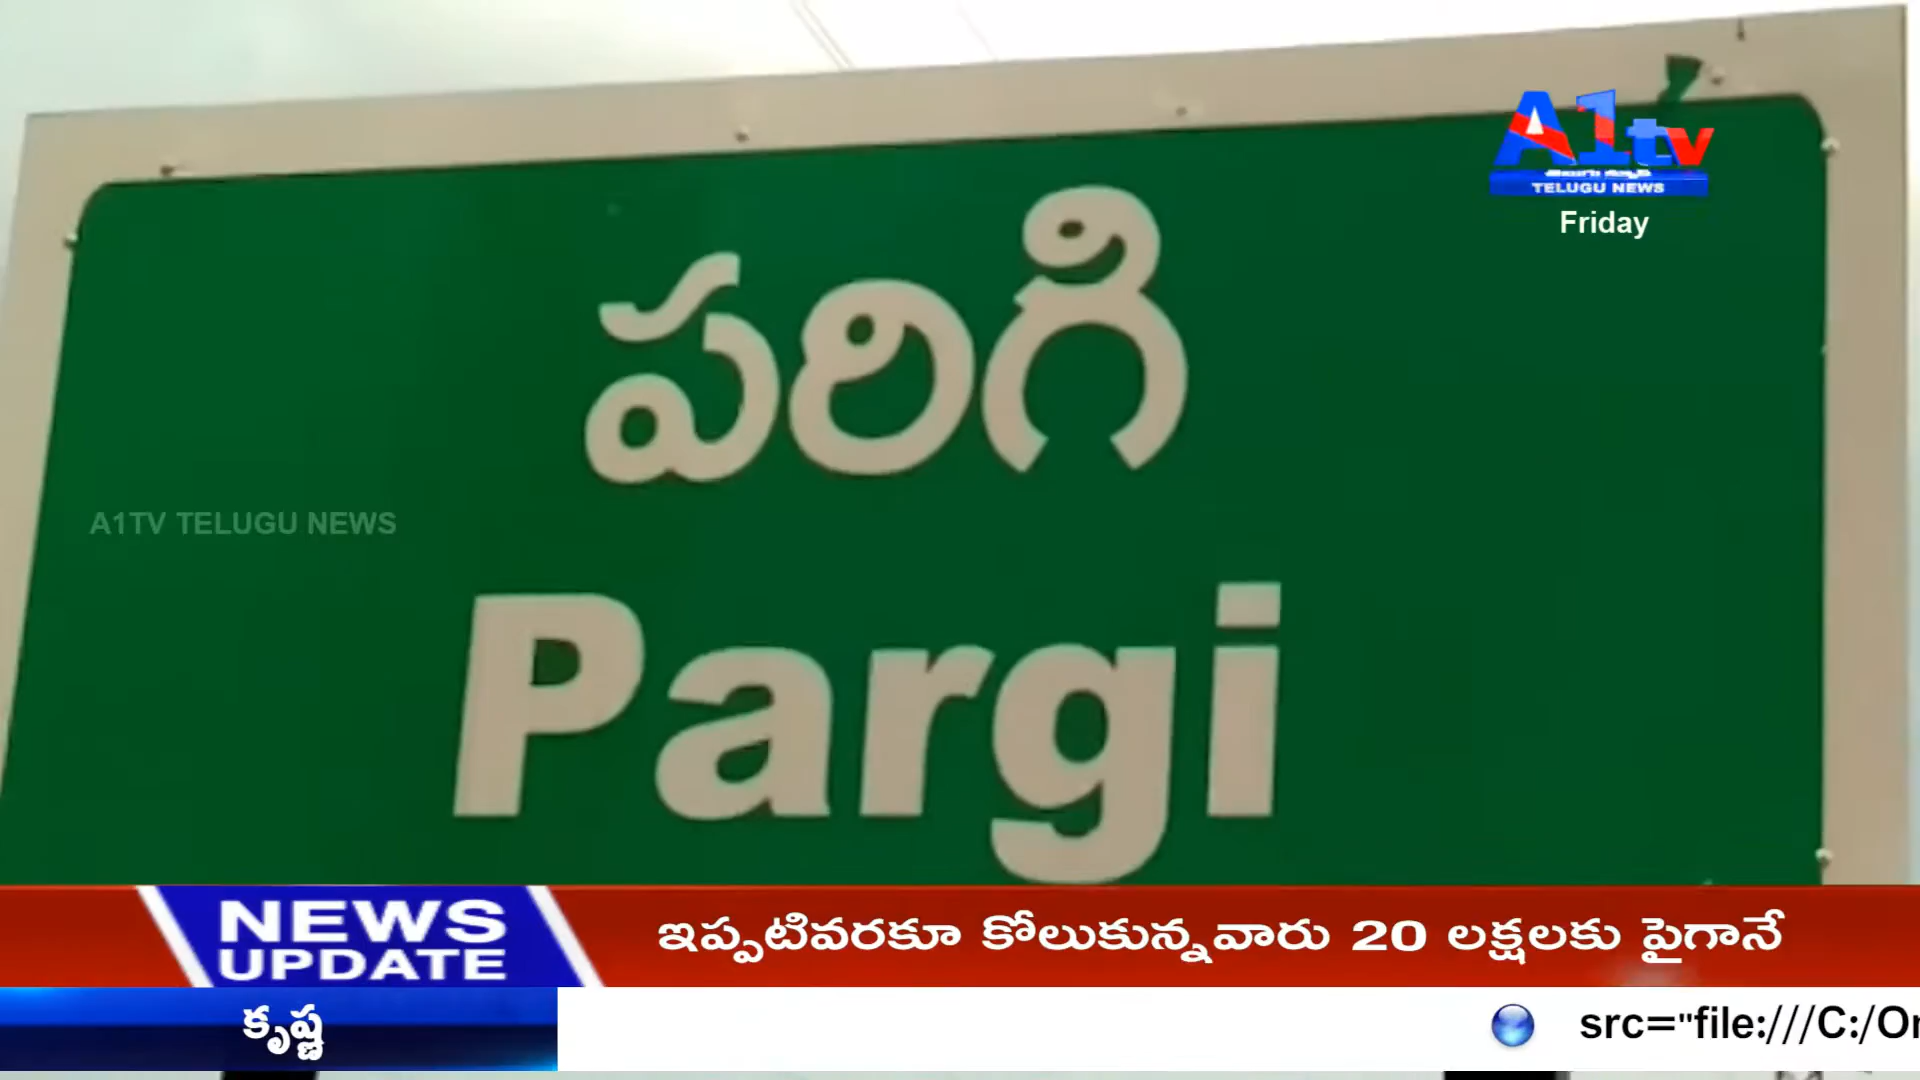 A1tv
TELUGU NEWS
Friday
పరిగి
A1TV TELUGU NEWS
Pargi
NEWS
UPDATE
ఇప్పటివరకూ కోలుకున్నవారు 20 లక్షలకు పైగానే
కృష్ణ
src="file:///C:/On